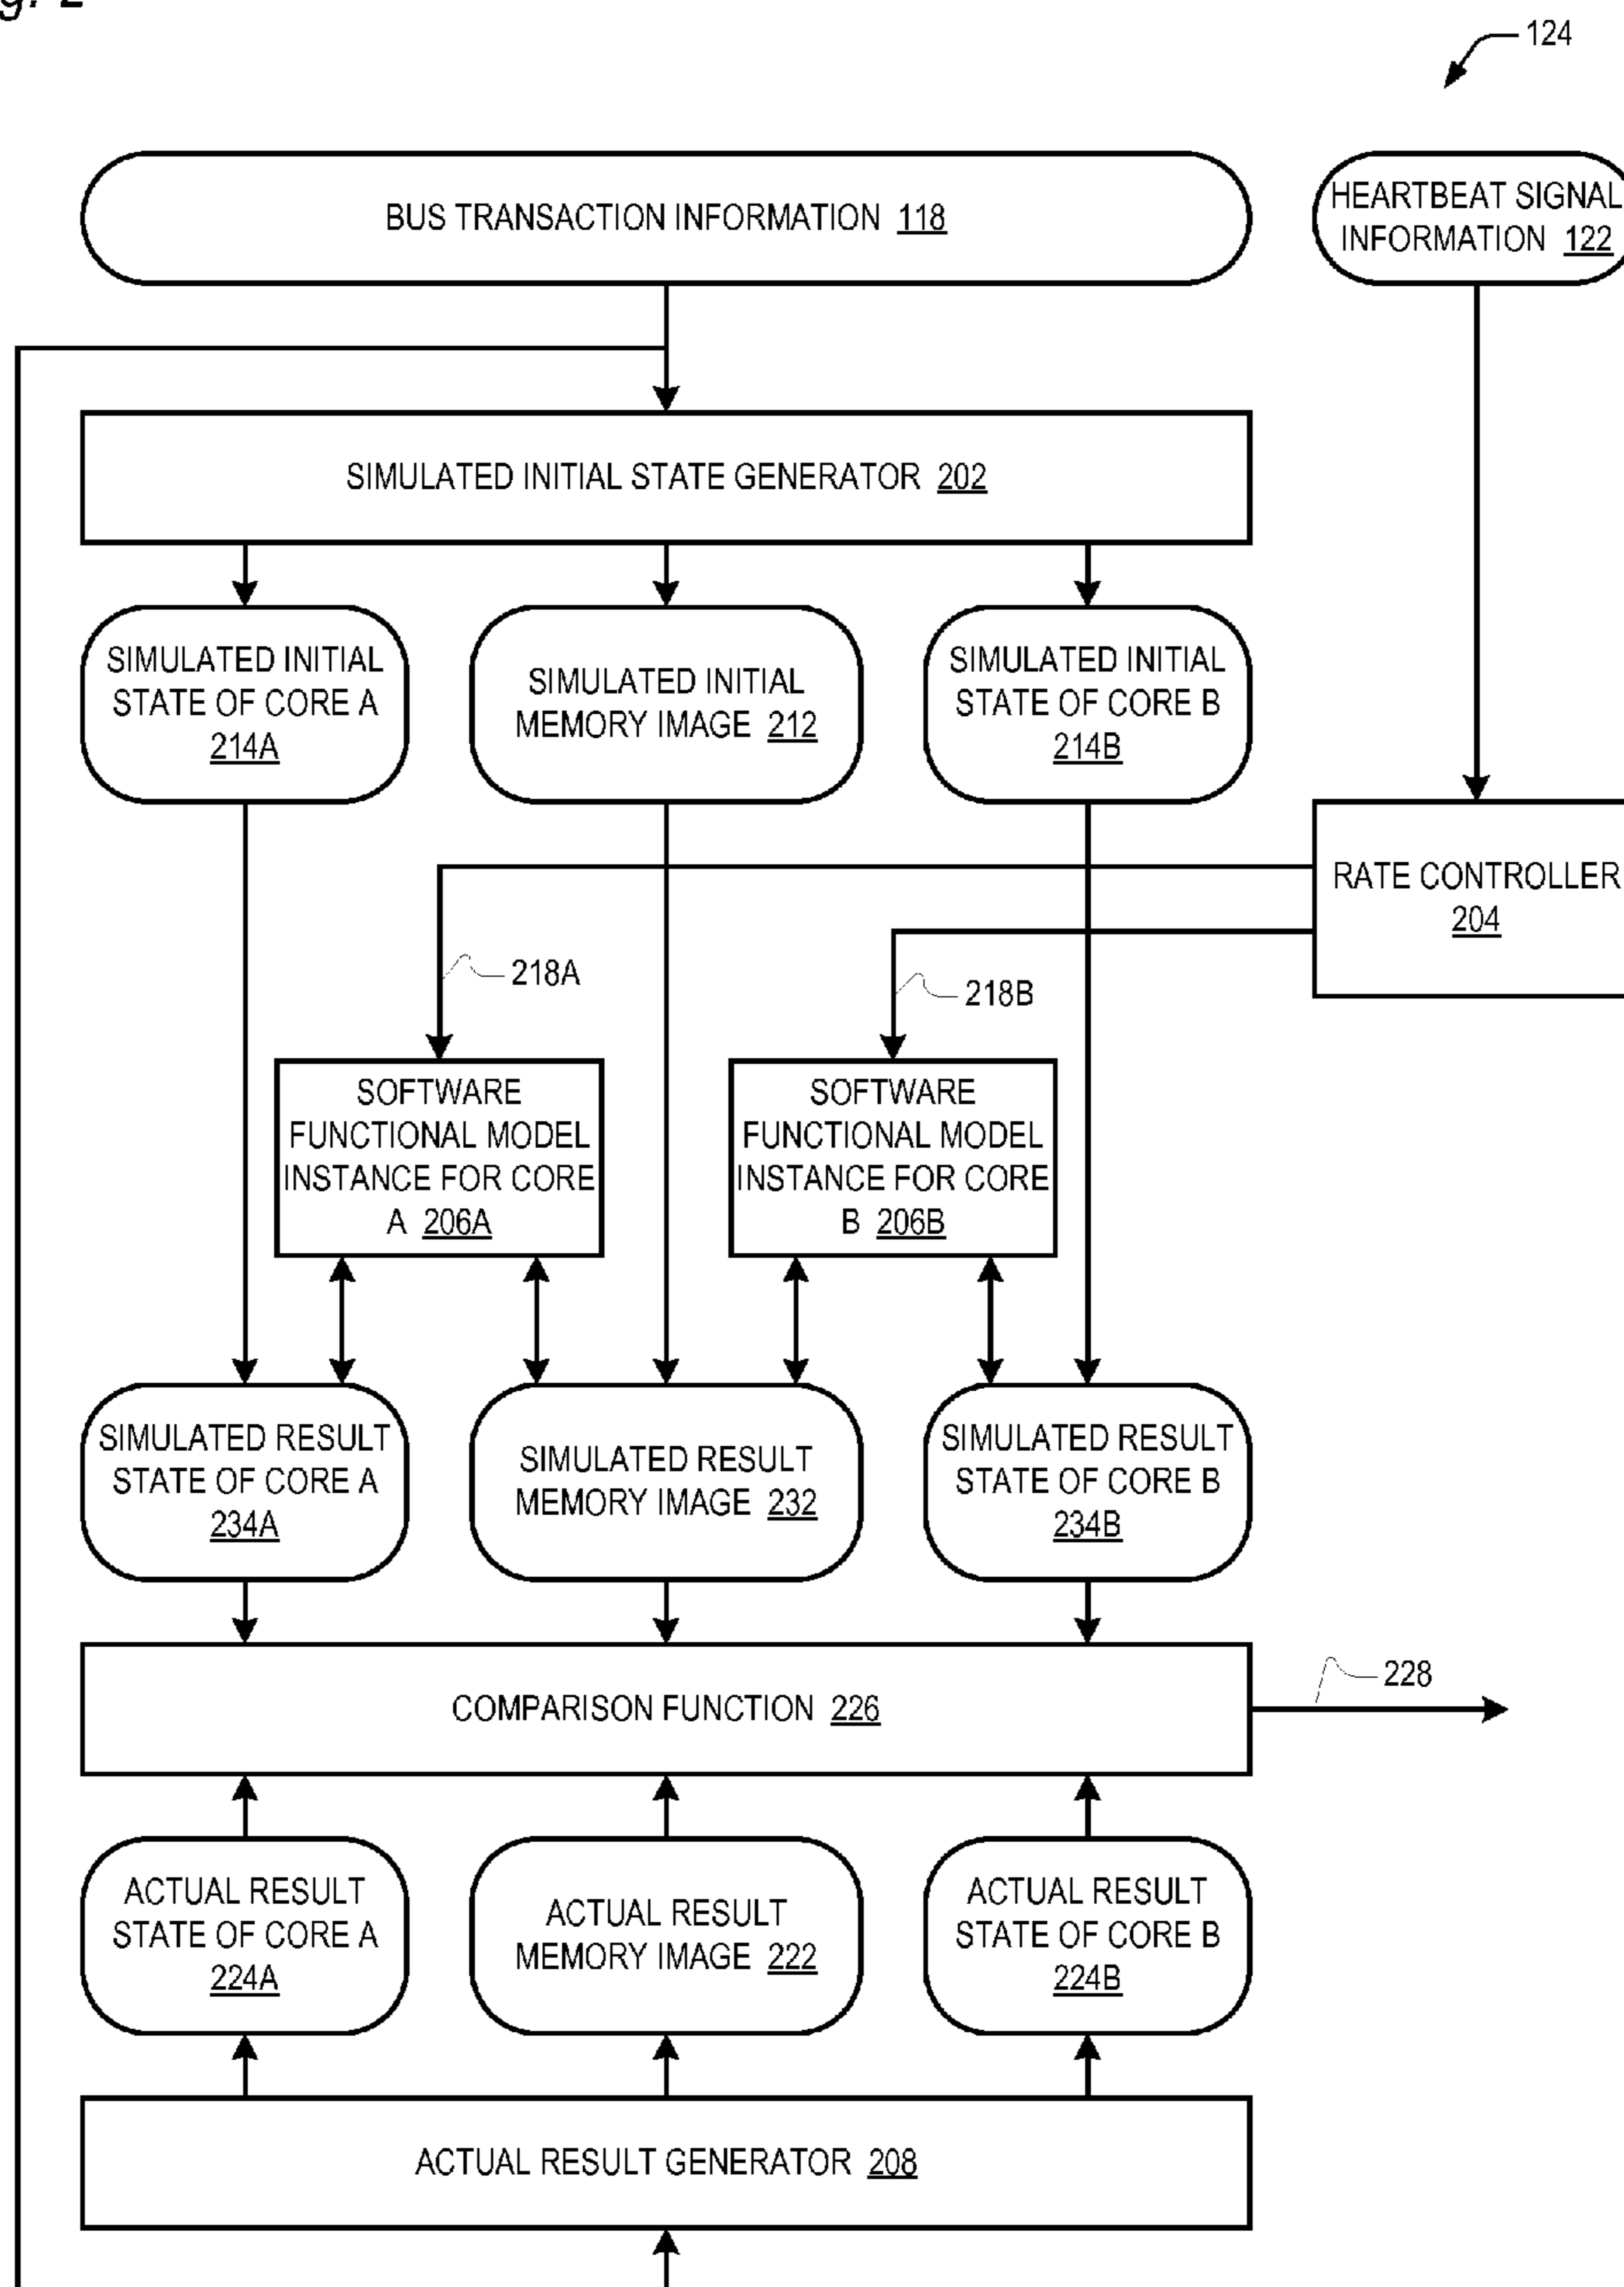 124
BUS TRANSACTION INFORMATION 118
HEARTBEAT SIGNAL
INFORMATION 122
SIMULATED INITIAL STATE GENERATOR 202
SIMULATED INITIAL
STATE OF CORE A
214A
SIMULATED INITIAL
MEMORY IMAGE 212
SIMULATED INITIAL
STATE OF CORE B
214B
RATE CONTROLLER
204
218A
218B
SOFTWARE
FUNCTIONAL MODEL
INSTANCE FOR CORE
A 206A
SOFTWARE
FUNCTIONAL MODEL
INSTANCE FOR CORE
B 206B
SIMULATED RESULT
STATE OF CORE A
234A
SIMULATED RESULT
MEMORY IMAGE 232
SIMULATED RESULT
STATE OF CORE B
234B
COMPARISON FUNCTION 226
228
ACTUAL RESULT
STATE OF CORE A
224A
ACTUAL RESULT
MEMORY IMAGE 222
ACTUAL RESULT
STATE OF CORE B
224B
ACTUAL RESULT GENERATOR 208